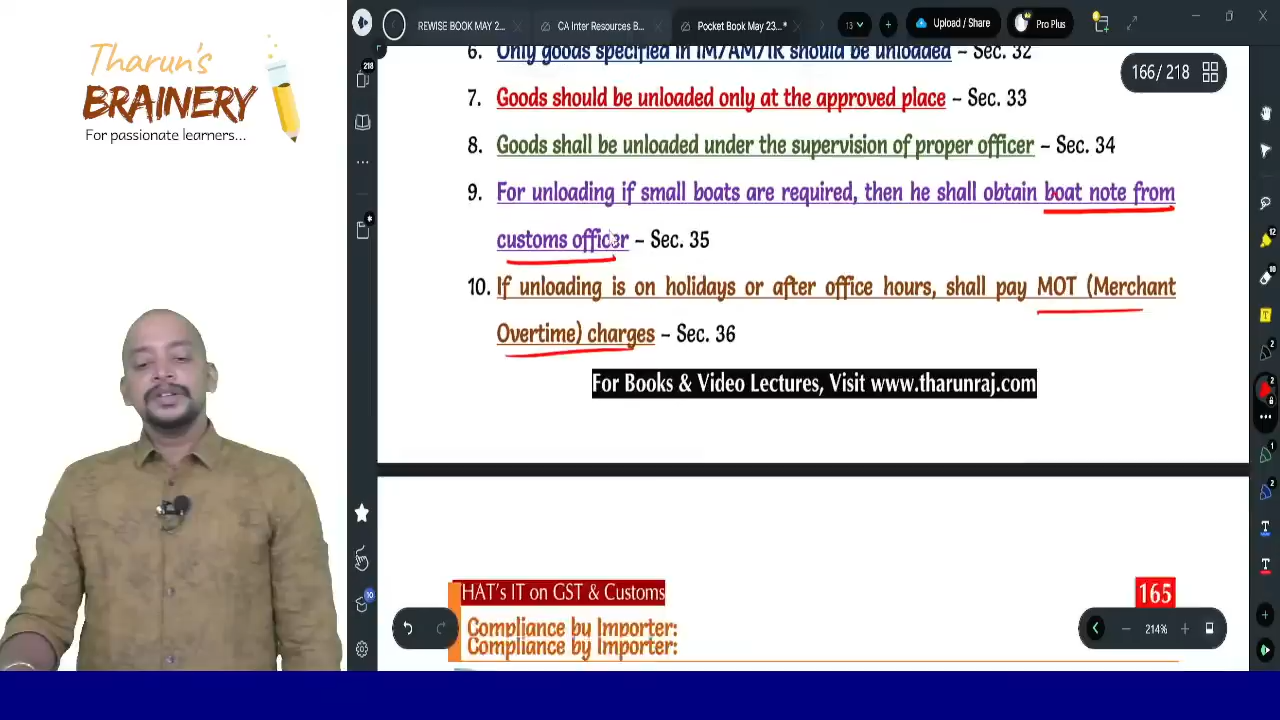 Tharun's
BRAINERY
For passionate learners...
REWISE BOOK MAY 2...
CA Inter Resources B...
Pocket Book May 23...*
13
Upload / Share
Pro Plus
218
166/218
6. Only goods specified in IM/AM/IR should be unloaded – Sec. 32
7. Goods should be unloaded only at the approved place – Sec. 33
8. Goods shall be unloaded under the supervision of proper officer – Sec. 34
9. For unloading if small boats are required, then he shall obtain boat note from
customs officer – Sec. 35
10. If unloading is on holidays or after office hours, shall pay MOT (Merchant
Overtime) charges – Sec. 36
For Books & Video Lectures, Visit www.tharunraj.com
HAT's IT on GST & Customs
165
Compliance by Importer:
Compliance by Importer:
214%